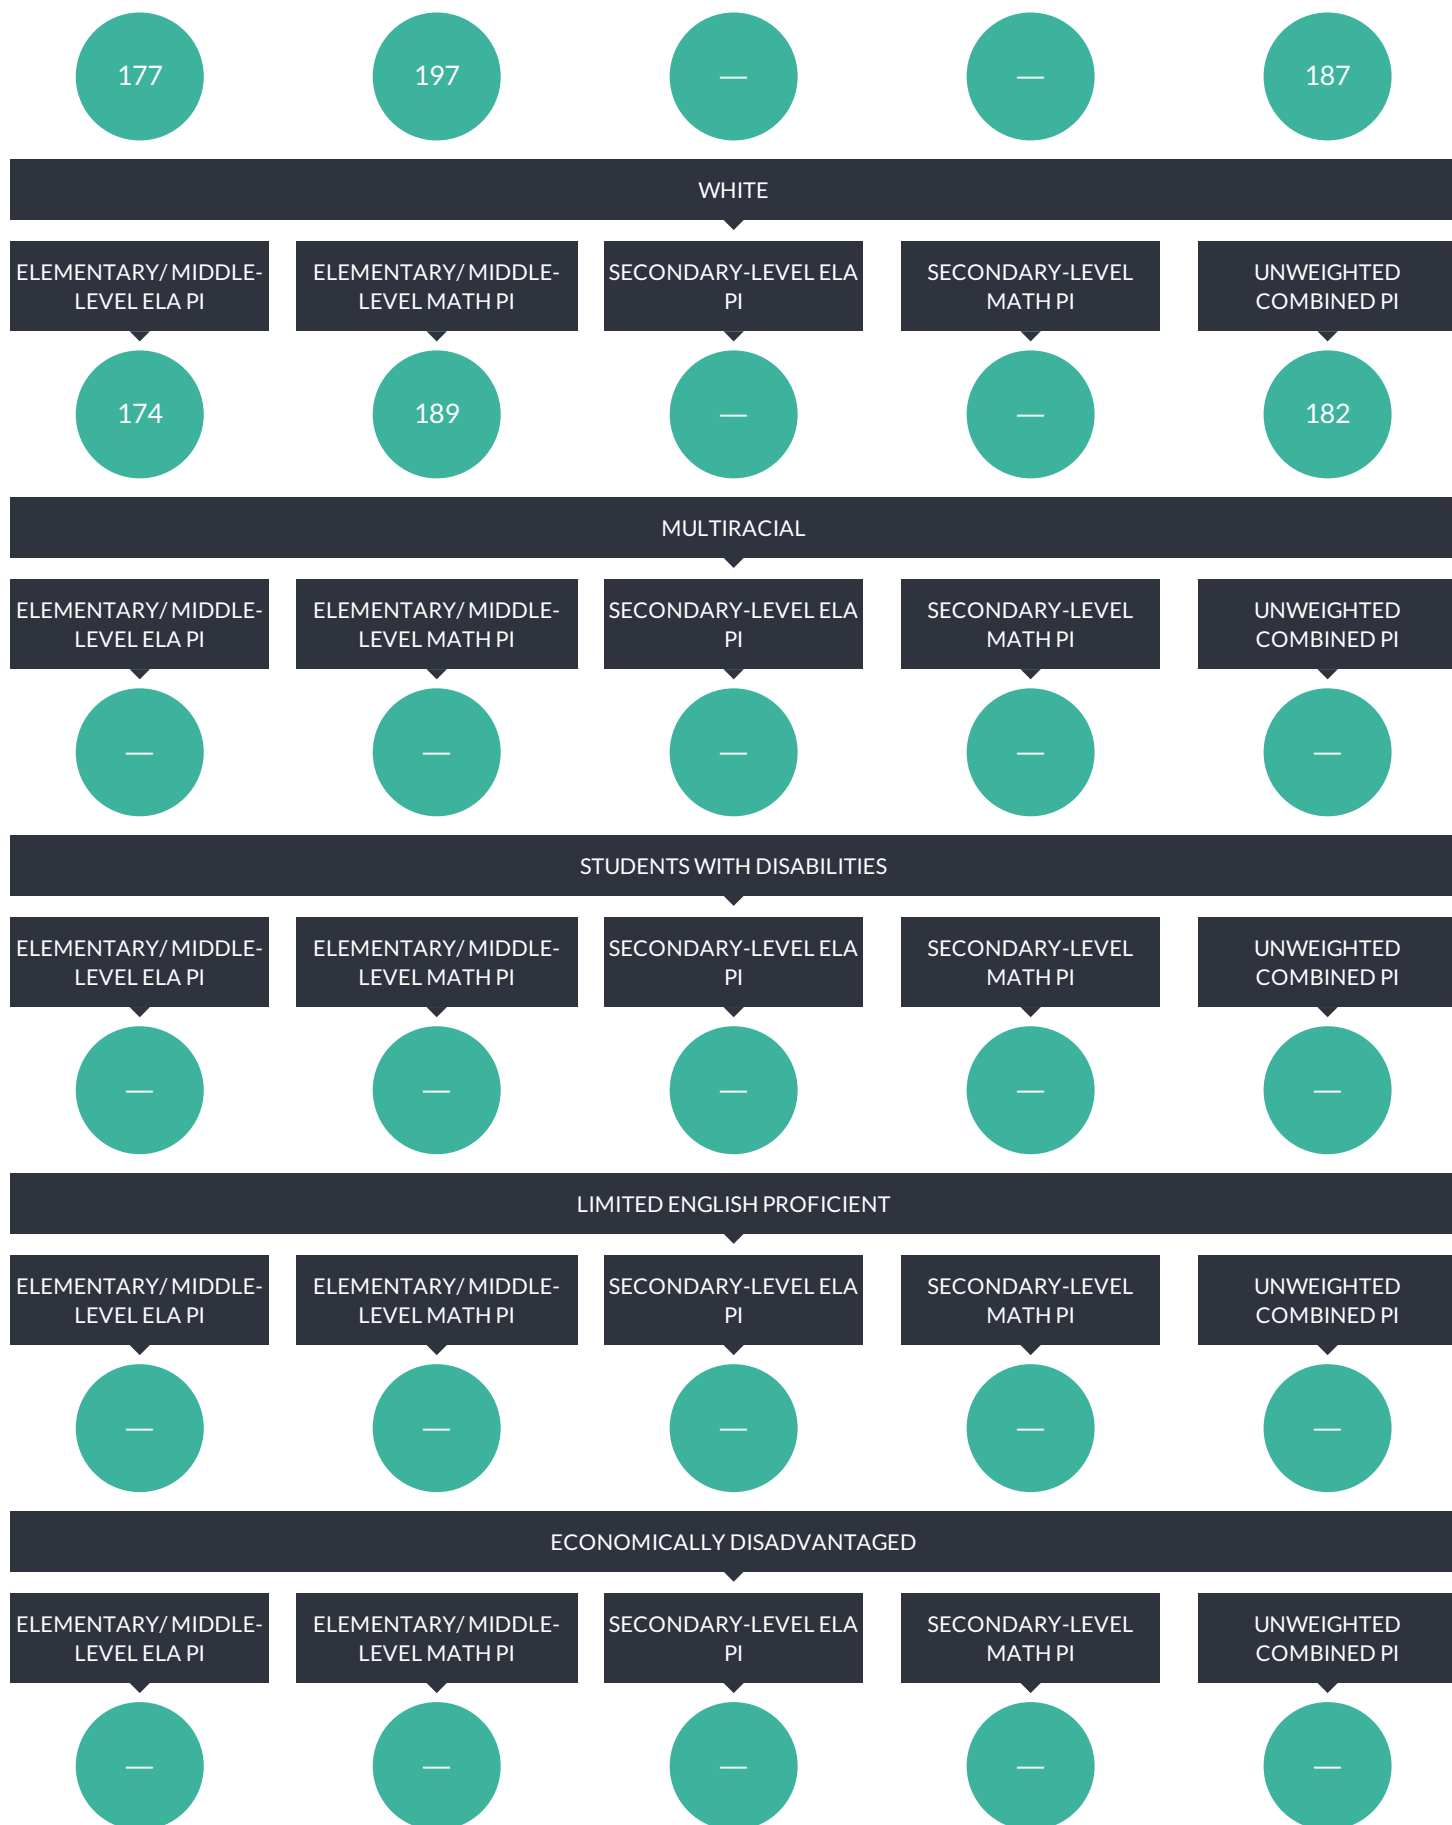 177 197 — — 187
WHITE
ELEMENTARY/ MIDDLE- ELEMENTARY/ MIDDLE- SECONDARY-LEVEL ELA SECONDARY-LEVEL UNWEIGHTED
LEVEL ELA PI LEVEL MATH PI PI MATH PI COMBINED PI
174 189 — — 182
MULTIRACIAL
ELEMENTARY/ MIDDLE- ELEMENTARY/ MIDDLE- SECONDARY-LEVEL ELA SECONDARY-LEVEL UNWEIGHTED
LEVEL ELA PI LEVEL MATH PI PI MATH PI COMBINED PI
— — — — —
STUDENTS WITH DISABILITIES
ELEMENTARY/ MIDDLE- ELEMENTARY/ MIDDLE- SECONDARY-LEVEL ELA SECONDARY-LEVEL UNWEIGHTED
LEVEL ELA PI LEVEL MATH PI PI MATH PI COMBINED PI
— — — — —
LIMITED ENGLISH PROFICIENT
ELEMENTARY/ MIDDLE- ELEMENTARY/ MIDDLE- SECONDARY-LEVEL ELA SECONDARY-LEVEL UNWEIGHTED
LEVEL ELA PI LEVEL MATH PI PI MATH PI COMBINED PI
— — — — —
ECONOMICALLY DISADVANTAGED
ELEMENTARY/ MIDDLE- ELEMENTARY/ MIDDLE- SECONDARY-LEVEL ELA SECONDARY-LEVEL UNWEIGHTED
LEVEL ELA PI LEVEL MATH PI PI MATH PI COMBINED PI
— — — — —